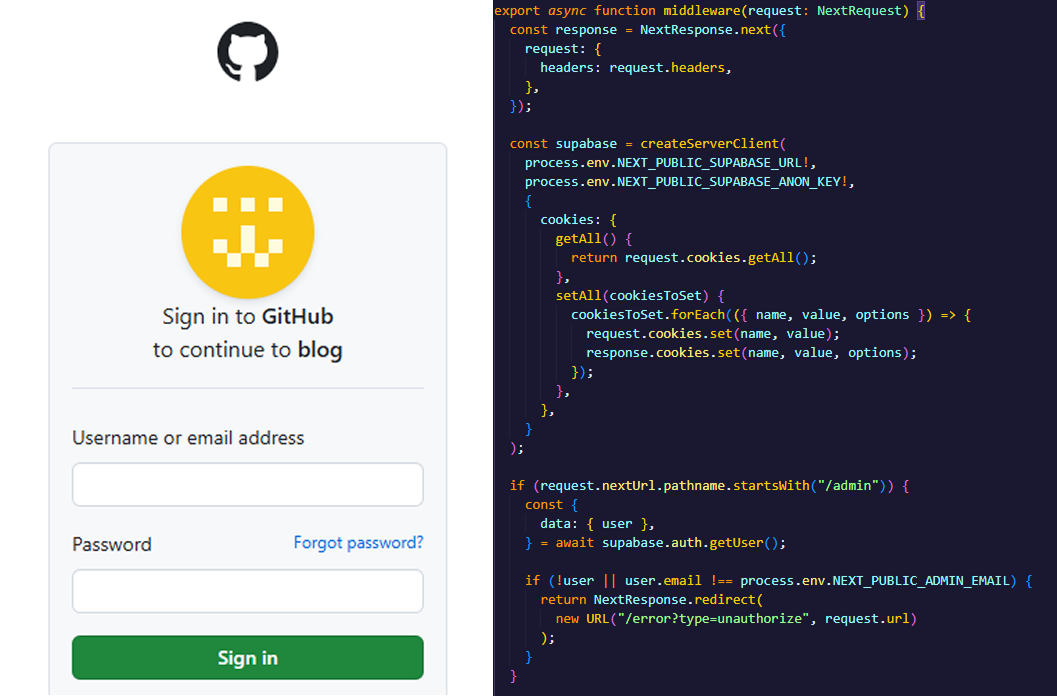 Sign in to GitHub
to continue to blog
Username or email address
Password Forgot password?
Sign in
export async function middleware(request: NextRequest) {
const response = NextResponse.next({
request: {
headers: request.headers,
},
});
const supabase = createServerClient(
process.env.NEXT_PUBLIC_SUPABASE_URL!,
process.env.NEXT_PUBLIC_SUPABASE_ANON_KEY!,
{
cookies: {
getAll() {
return request.cookies.getAll();
},
setAll(cookiesToSet) {
cookiesToSet.forEach(({ name, value, options }) => {
request.cookies.set(name, value);
response.cookies.set(name, value, options);
});
},
},
}
);
if (request.nextUrl.pathname.startsWith("/admin")) {
const {
data: { user },
} = await supabase.auth.getUser();
if (!user || user.email !== process.env.NEXT_PUBLIC_ADMIN_EMAIL) {
return NextResponse.redirect(
new URL("/error?type=unauthorize", request.url)
);
}
}